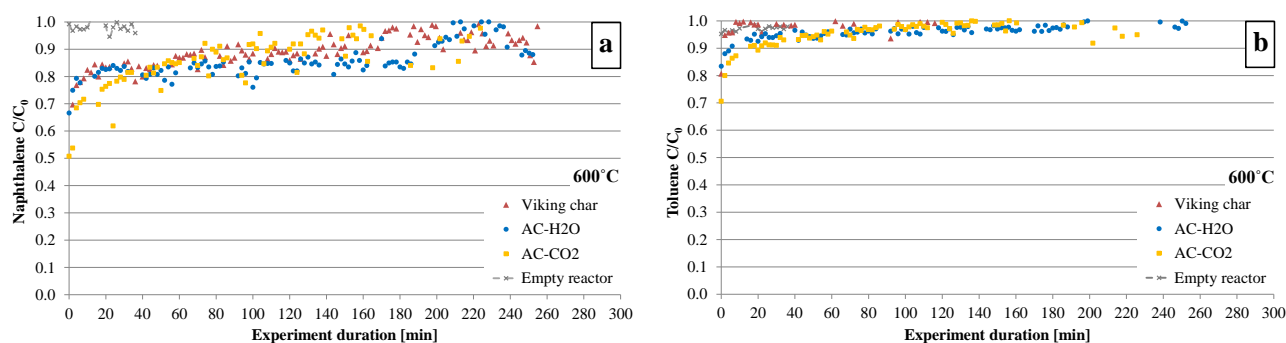 Naphthalene C/C₀
1.0
0.9
0.8
0.7
0.6
0.5
0.4
0.3
0.2
0.1
0.0
a
600˚C
Viking char
AC-H2O
AC-CO2
Empty reactor
0 20 40 60 80 100 120 140 160 180 200 220 240 260 280 300
Experiment duration [min]
Toluene C/C₀
1.0
0.9
0.8
0.7
0.6
0.5
0.4
0.3
0.2
0.1
0.0
b
600˚C
Viking char
AC-H2O
AC-CO2
Empty reactor
0 20 40 60 80 100 120 140 160 180 200 220 240 260 280 300
Experiment duration [min]